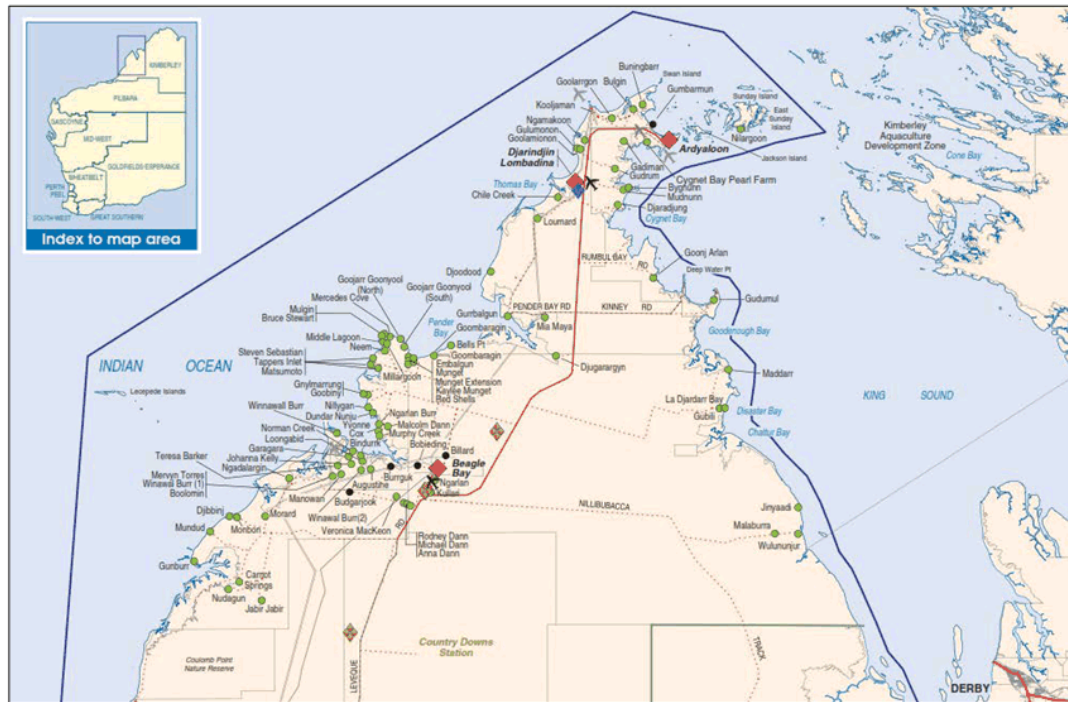 KIMBERLEY
PILBARA
GASCOYNE
MID-WEST
GOLDFIELDS-ESPERANCE
WHEATBELT
PERTH
PEEL
SOUTH-WEST
GREAT SOUTHERN
Index to map area
Buningbarr
Bulgin
Goolarrgon
Swan Island
Gumbarmun
Kooljaman
Sunday Island
East
Sunday
Island
Nilargoon
Jackson Island
Ngamakoon
Gulumonon
Goolamionon
Ardyaloon
Djarindjin
Lombadina
Gadiman
Gudrum
Cygnet Bay Pearl Farm
Thomas Bay
Bygnunn
Mudnunn
Chile Creek
Djaradjung
Cygnet Bay
Loumard
Kimberley
Aquaculture
Development Zone
Cone Bay
RUMBUL BAY
RD
Goonj Arlan
Deep Water Pt
Djoodood
Gudumul
PENDER BAY RD
KINNEY
RD
Goojarr Goonyool
(North)
Goojarr Goonyool
(South)
Mercedes Cove
Mulgin
Bruce Stewart
Pender
Bay
Gurrbalgun
Mia Maya
Goodenough Bay
Middle Lagoon
Neem
Goombaragin
Bells Pt
Goombaragin
Embalgun
Munget
Munget Extension
Kaylee Munget
Red Shells
Steven Sebastian
Tappers Inlet
Matsumoto
Millargoon
Djugarargyn
INDIAN OCEAN
Lacepede Islands
Maddarr
KING SOUND
Gnylmarrung
Goobiny
Nillygan
Dundar Nunju
Ngarlan Burr
Malcolm Dann
Murphy Creek
Yvonne
Cox
Bindurrk
La Djardarr Bay
Gubili
Disaster Bay
Chattur Bay
Winnawall Burr
Norman Creek
Loongabid
Garagara
Johanna Kelly
Ngadalargin
Teresa Barker
Mervyn Torres
Winawal Burr (1)
Boolomin
Bobieding
Billard
Beagle
Bay
Burrguk
Augustine
Ngarlan
Kullari
Manowan
Budgarjook
Winawal Burr(2)
Veronica MacKeon
RD
NILLIBUBBACA
Jinyaadi
Malaburra
Wulununjur
Djibbinj
Mundud
Monbon
Morard
Rodney Dann
Michael Dann
Anna Dann
Gunburr
Cargot
Springs
Nudagun
Jabir Jabir
Coulomb Point
Nature Reserve
LEVEQUE
Country Downs
Station
TRACK
DERBY